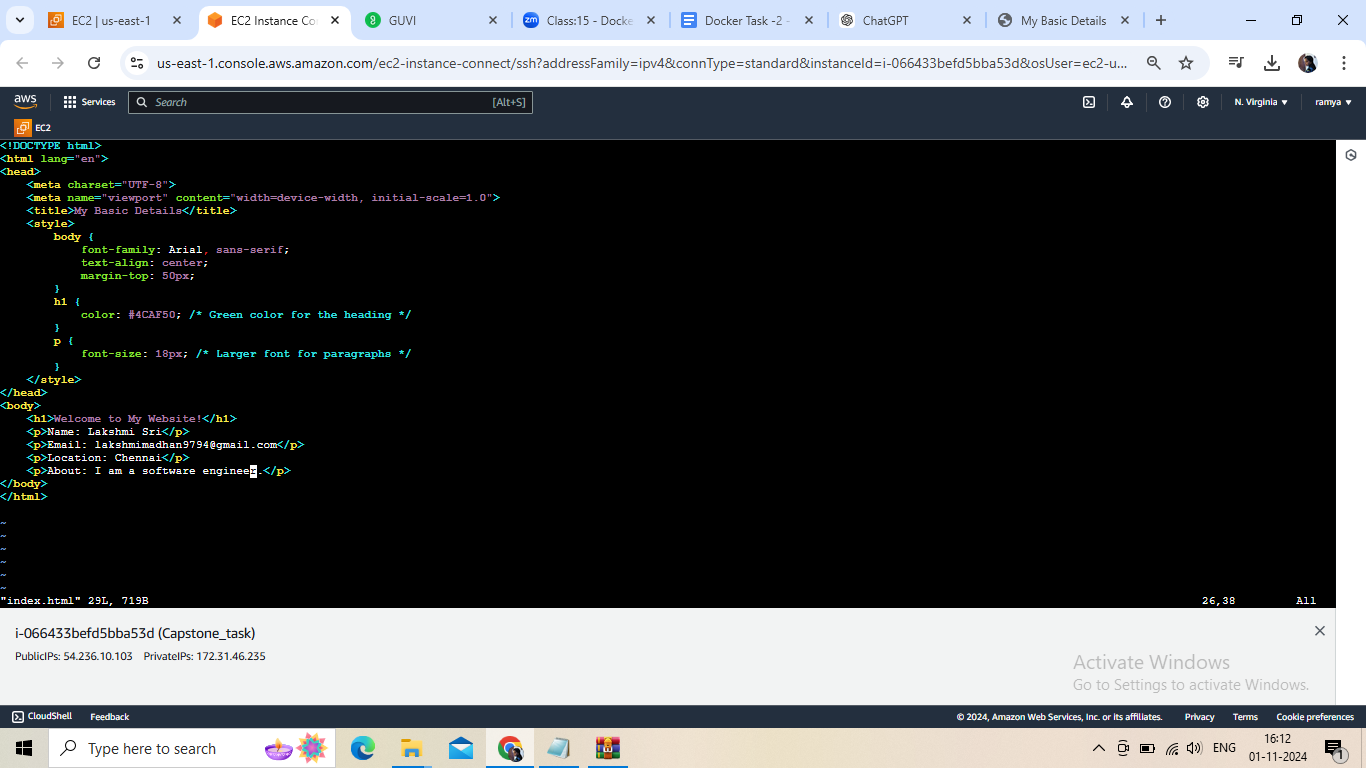 EC2 | us-east-1
EC2 Instance Co
GUVI
zm Class:15 - Docke
Docker Task -2 -
ChatGPT
My Basic Details
us-east-1.console.aws.amazon.com/ec2-instance-connect/ssh?addressFamily=ipv4&connType=standard&instanceId=i-066433befd5bba53d&osUser=ec2-u...
aws Services Search [Alt+S] N. Virginia ramya
EC2
<!DOCTYPE html>
<html lang="en">
<head>
    <meta charset="UTF-8">
    <meta name="viewport" content="width=device-width, initial-scale=1.0">
    <title>My Basic Details</title>
    <style>
        body {
            font-family: Arial, sans-serif;
            text-align: center;
            margin-top: 50px;
        }
        h1 {
            color: #4CAF50; /* Green color for the heading */
        }
        p {
            font-size: 18px; /* Larger font for paragraphs */
        }
    </style>
</head>
<body>
    <h1>Welcome to My Website!</h1>
    <p>Name: Lakshmi Sri</p>
    <p>Email: lakshmimadhan9794@gmail.com</p>
    <p>Location: Chennai</p>
    <p>About: I am a software engineer.</p>
</body>
</html>
~
~
~
~
~
~
"index.html" 29L, 719B 26,38 All
i-066433befd5bba53d (Capstone_task)
PublicIPs: 54.236.10.103 PrivateIPs: 172.31.46.235
Activate Windows
Go to Settings to activate Windows.
CloudShell Feedback © 2024, Amazon Web Services, Inc. or its affiliates. Privacy Terms Cookie preferences
Type here to search ENG 16:12
01-11-2024 1